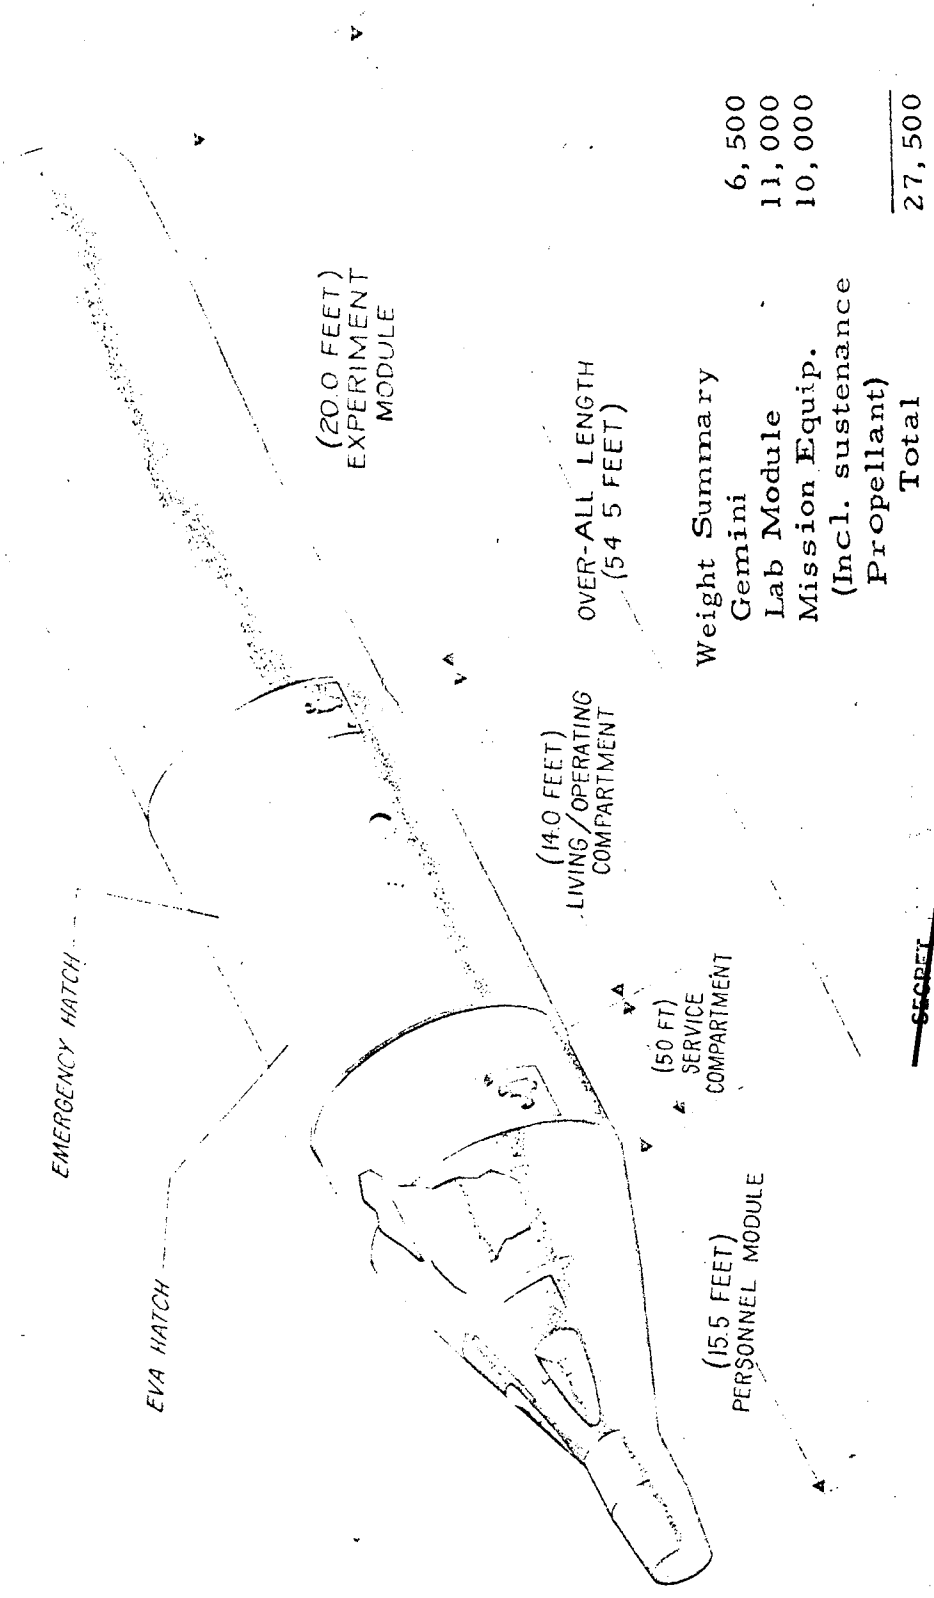 EMERGENCY HATCH
EVA HATCH
(20.0 FEET)
EXPERIMENT
MODULE
(14.0 FEET)
LIVING/OPERATING
COMPARTMENT
OVER-ALL LENGTH
(54 5 FEET)
(50 FT)
SERVICE
COMPARTMENT
(15.5 FEET)
PERSONNEL MODULE
Weight Summary
Gemini 6,500
Lab Module 11,000
Mission Equip. 10,000
(Incl. sustenance
Propellant)
Total 27,500
SECRET